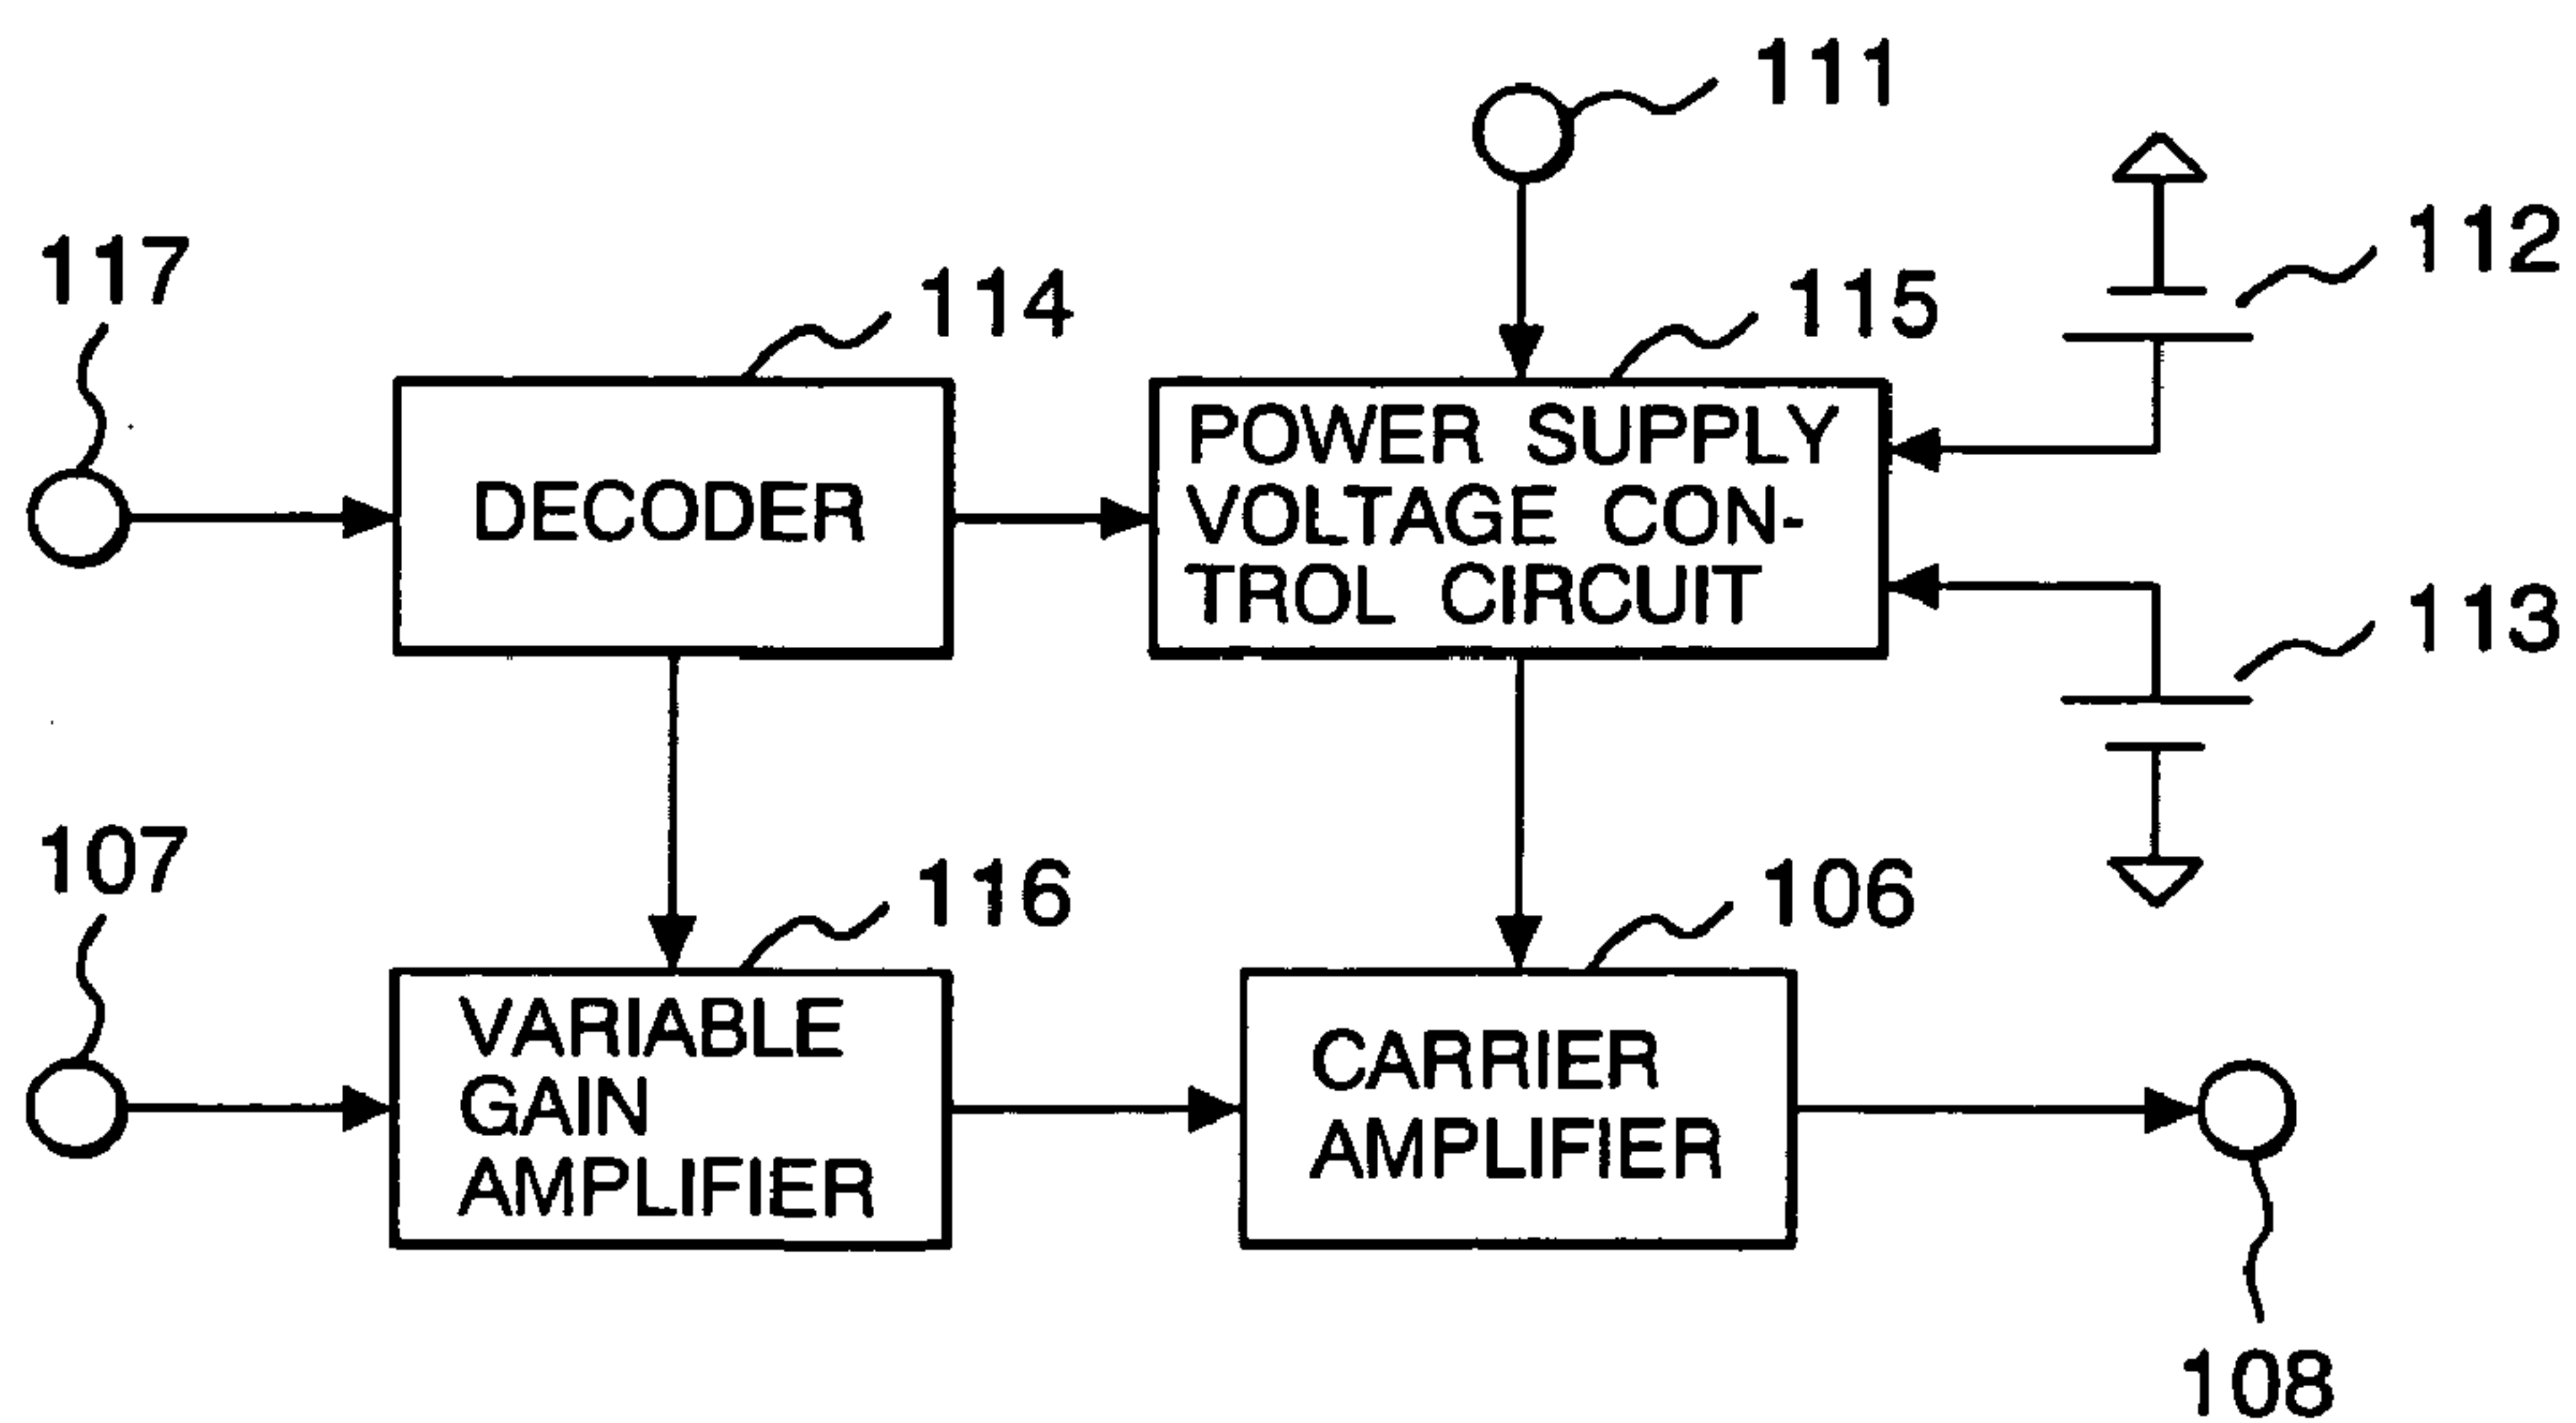 111
112
117
114
115
POWER SUPPLY
VOLTAGE CON-
TROL CIRCUIT
DECODER
113
107
116
106
VARIABLE
GAIN
AMPLIFIER
CARRIER
AMPLIFIER
108